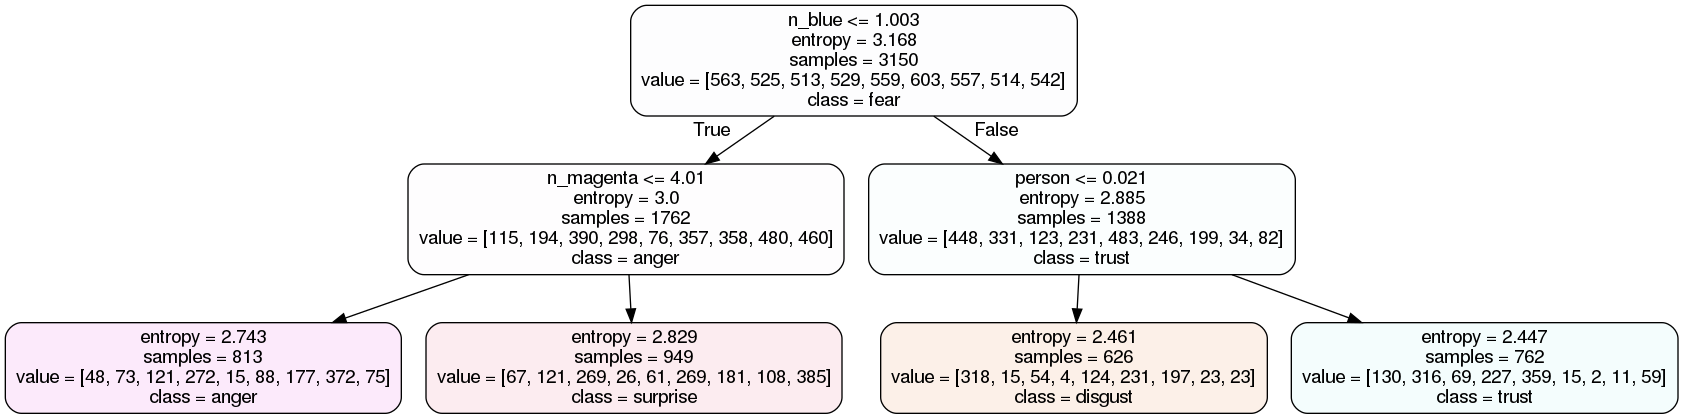 n_blue <= 1.003
entropy = 3.168
samples = 3150
value = [563, 525, 513, 529, 559, 603, 557, 514, 542]
class = fear
True
False
n_magenta <= 4.01
entropy = 3.0
samples = 1762
value = [115, 194, 390, 298, 76, 357, 358, 480, 460]
class = anger
person <= 0.021
entropy = 2.885
samples = 1388
value = [448, 331, 123, 231, 483, 246, 199, 34, 82]
class = trust
entropy = 2.743
samples = 813
value = [48, 73, 121, 272, 15, 88, 177, 372, 75]
class = anger
entropy = 2.829
samples = 949
value = [67, 121, 269, 26, 61, 269, 181, 108, 385]
class = surprise
entropy = 2.461
samples = 626
value = [318, 15, 54, 4, 124, 231, 197, 23, 23]
class = disgust
entropy = 2.447
samples = 762
value = [130, 316, 69, 227, 359, 15, 2, 11, 59]
class = trust